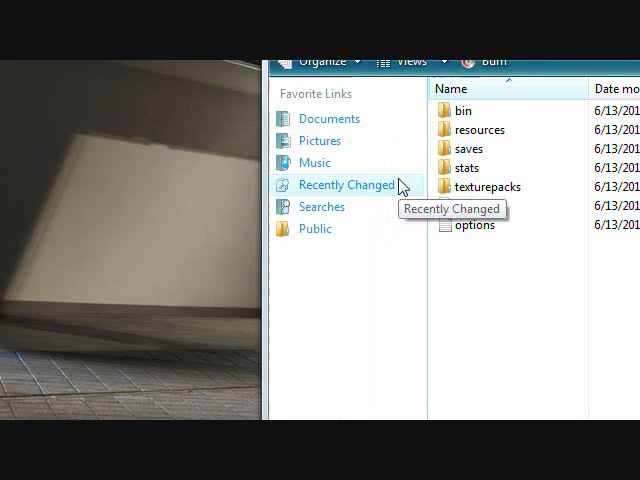 Organize Views Burn
Favorite Links
Documents
Pictures
Music
Recently Changed
Searches
Public
Name Date mo
bin 6/13/201
resources 6/13/201
saves 6/13/201
stats 6/13/201
texturepacks 6/13/201
6/13/201
options 6/13/201
Recently Changed